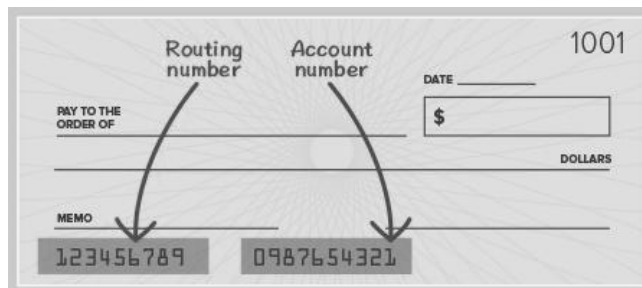 1001
Routing
number
Account
number
DATE
PAY TO THE
ORDER OF
$
DOLLARS
MEMO
123456789 0987654321